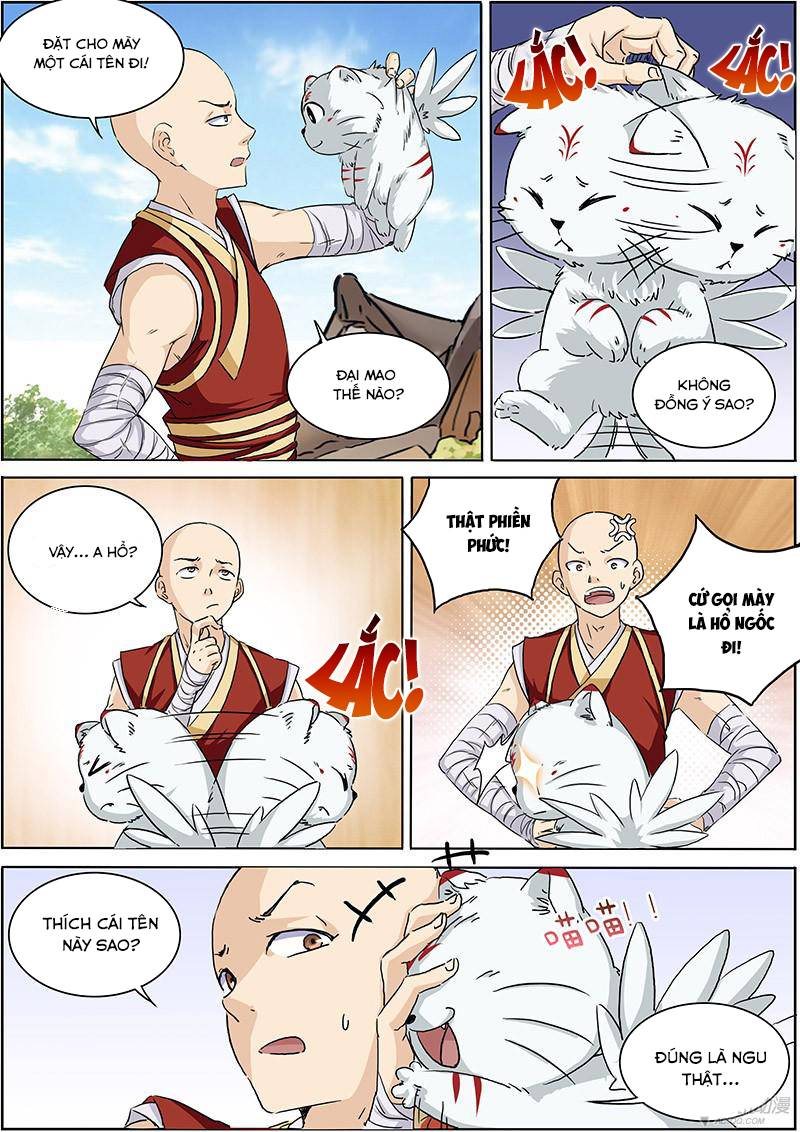 ĐẶT CHO MÀY
MỘT CÁI TÊN ĐI!
ĐẠI MAO
THẾ NÀO?
LẮC!
LẮC!
KHÔNG
ĐỒNG Ý SAO?
VẬY... A HỔ?
LẮC!
THẬT PHIỀN
PHỨC!
CỨ GỌI MÀY
LÀ HỔ NGỐC
ĐI!
THÍCH CÁI TÊN
NÀY SAO?
喵喵!!
ĐÚNG LÀ NGU
THẬT...